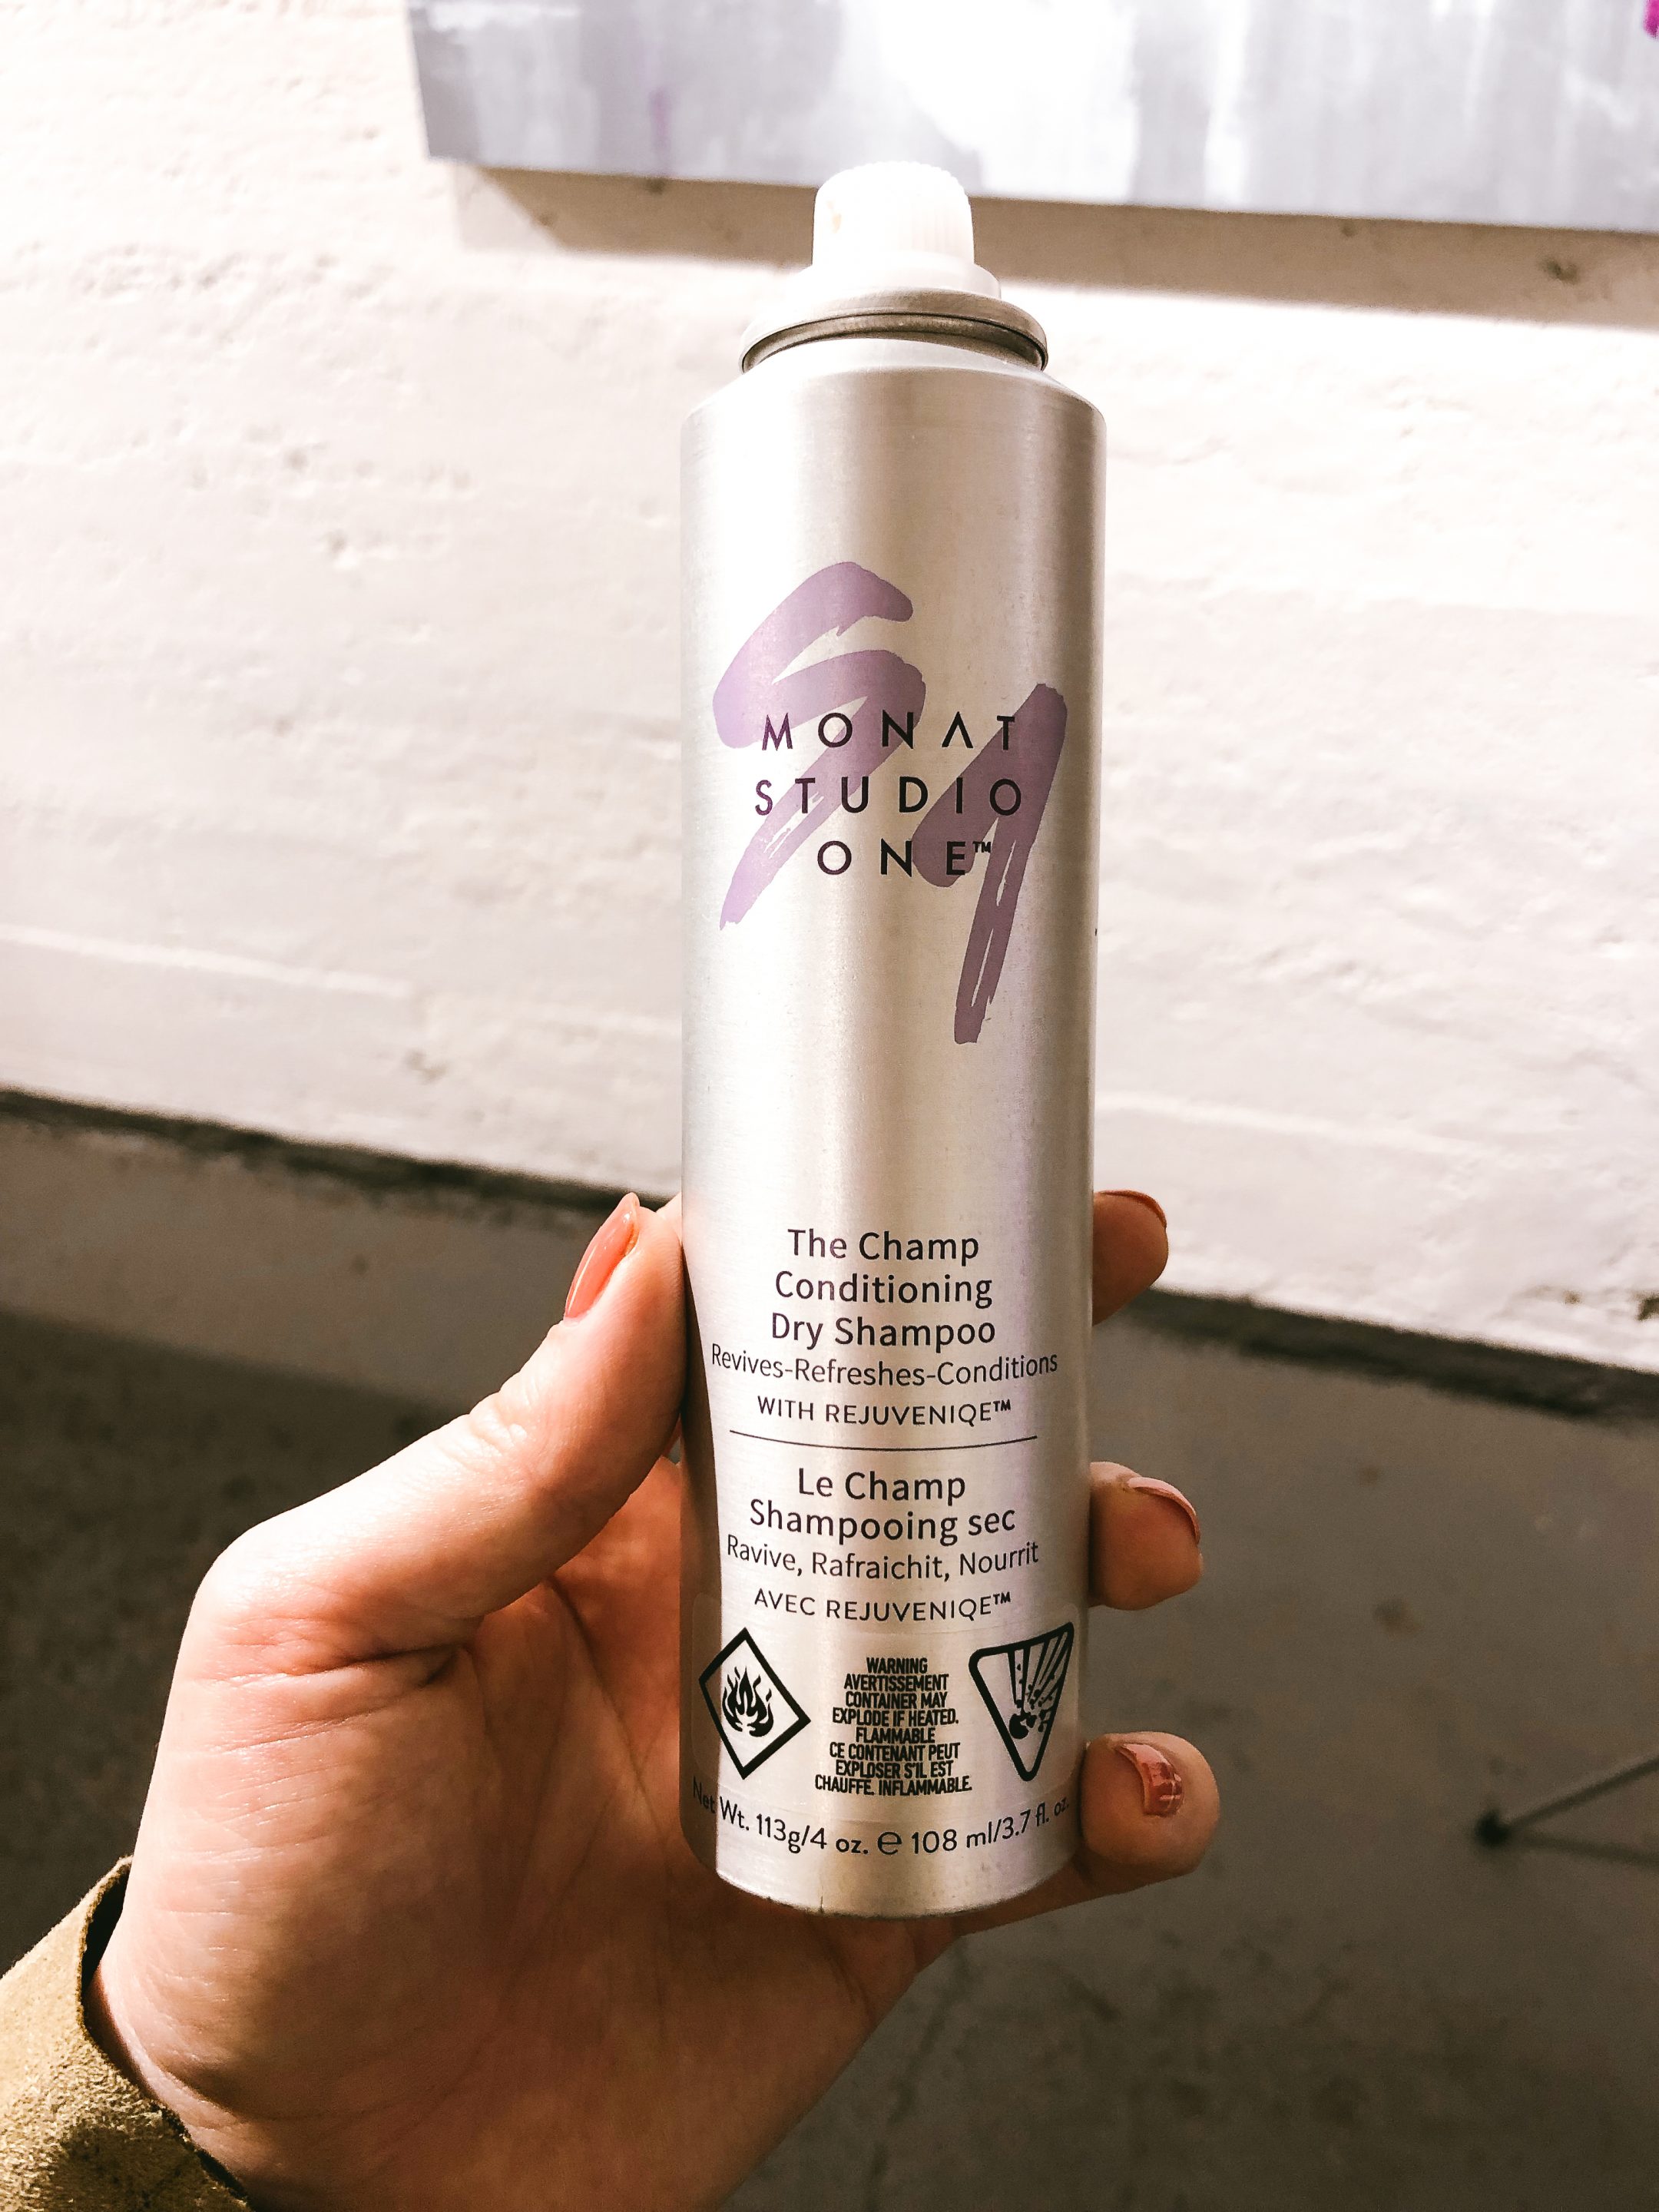 MONAT
STUDIO
ONE™
The Champ
Conditioning
Dry Shampoo
Revives-Refreshes-Conditions
WITH REJUVENIQE™
Le Champ
Shampooing sec
Ravive, Rafraichit, Nourrit
AVEC REJUVENIQE™
WARNING
AVERTISSEMENT
CONTAINER MAY
EXPLODE IF HEATED.
FLAMMABLE
CE CONTENANT PEUT
EXPLOSER S'IL EST
CHAUFFÉ. INFLAMMABLE.
Net Wt. 113g/4 oz. ℮ 108 ml/3.7 fl. oz.